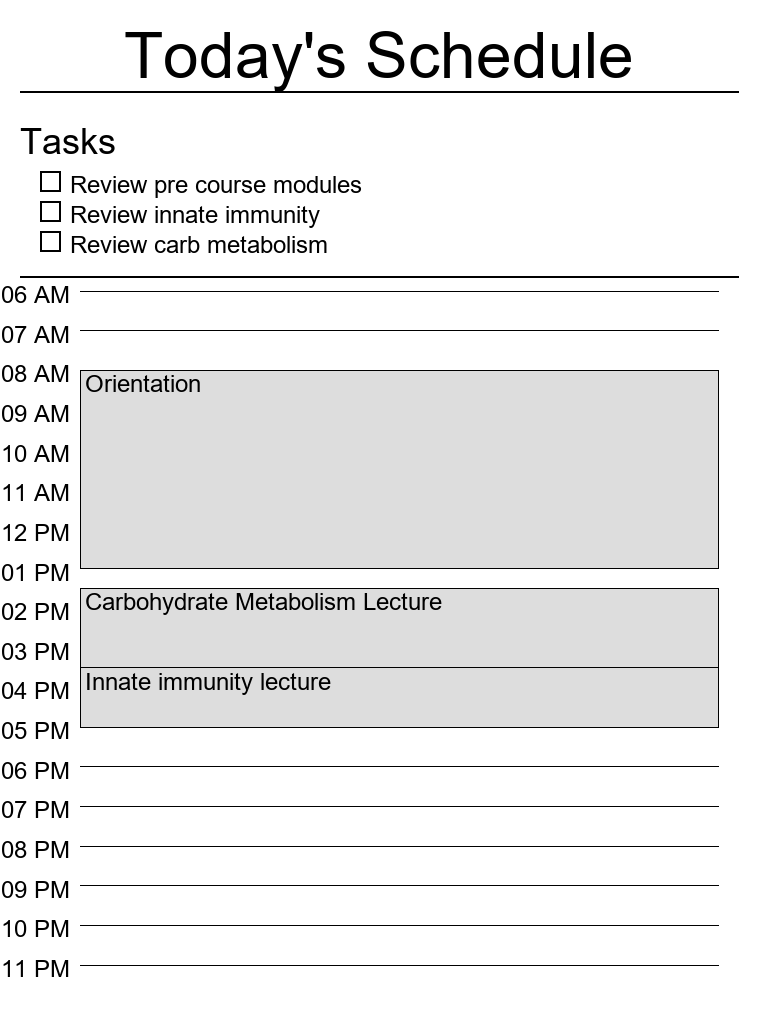 Today's Schedule
Tasks
Review pre course modules
Review innate immunity
Review carb metabolism
06 AM
07 AM
08 AM
Orientation
09 AM
10 AM
11 AM
12 PM
01 PM
Carbohydrate Metabolism Lecture
02 PM
03 PM
Innate immunity lecture
04 PM
05 PM
06 PM
07 PM
08 PM
09 PM
10 PM
11 PM